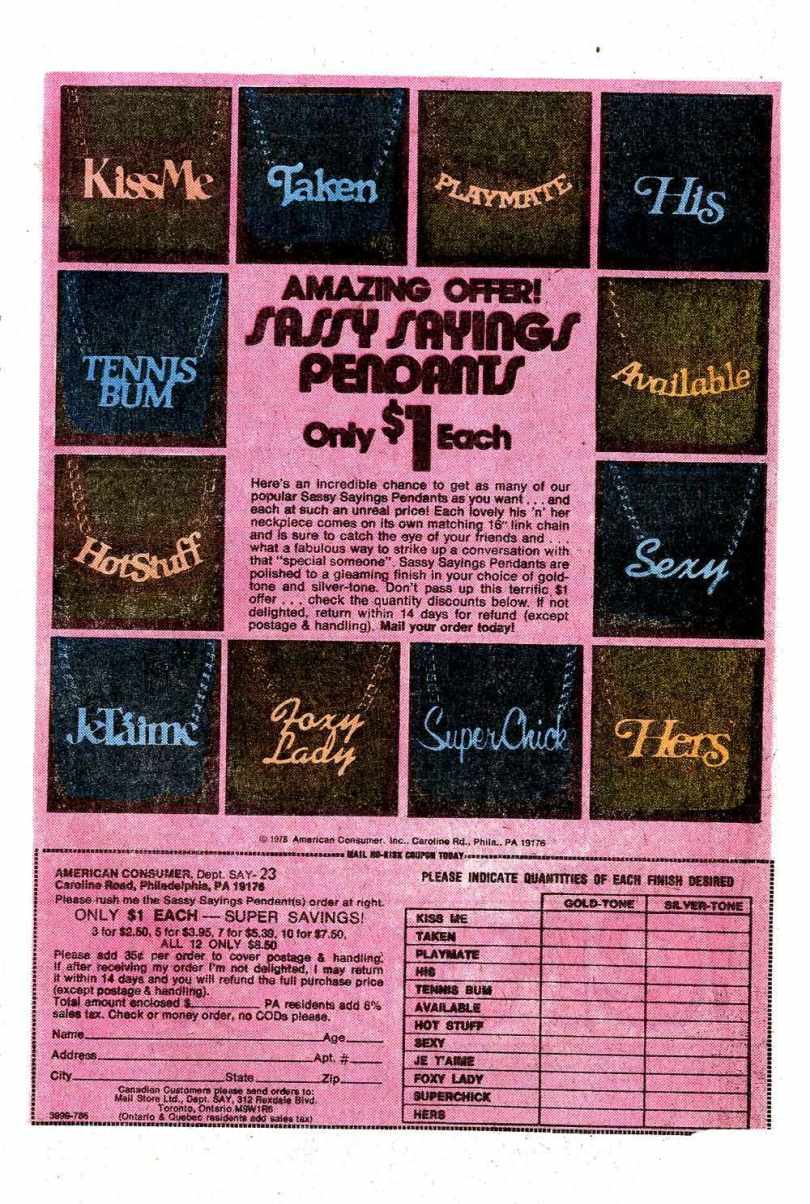 KissMe
Taken
PLAYMATE
His
TENNIS
BUM
AMAZING OFFER!
SASSY SAYINGS
PENDANTS
Only $1 Each
Available
Here's an incredible chance to get as many of our
popular Sassy Sayings Pendants as you want . . . and
each at such an unreal price! Each lovely his 'n' her
neckpiece comes on its own matching 16" link chain
and is sure to catch the eye of your friends and . . .
what a fabulous way to strike up a conversation with
that "special someone". Sassy Sayings Pendants are
polished to a gleaming finish in your choice of gold-
tone and silver-tone. Don't pass up this terrific $1
offer . . . check the quantity discounts below. If not
delighted, return within 14 days for refund (except
postage & handling). Mail your order today!
HotStuff
Sexy
JeTaime
Foxy
Lady
SuperChick
Hers
© 1978 American Consumer, Inc., Caroline Rd., Phila., PA 19176
MAIL NO-RISK COUPON TODAY
AMERICAN CONSUMER, Dept. SAY-23
Caroline Road, Philadelphia, PA 19176
Please rush me the Sassy Sayings Pendant(s) order at right.
ONLY $1 EACH — SUPER SAVINGS!
3 for $2.50, 5 for $3.95, 7 for $5.39, 10 for $7.50,
ALL 12 ONLY $8.50
Please add 35¢ per order to cover postage & handling.
If after receiving my order I'm not delighted, I may return
it within 14 days and you will refund the full purchase price
(except postage & handling).
Total amount enclosed $ PA residents add 6%
sales tax. Check or money order, no CODs please.
Name Age
Address Apt. #
City State Zip
Canadian Customers please send orders to:
Mail Store Ltd., Dept. SAY, 312 Rexdale Blvd.
Toronto, Ontario M9W1R6
3999-786 (Ontario & Quebec residents add sales tax)
PLEASE INDICATE QUANTITIES OF EACH FINISH DESIRED
GOLD-TONE SILVER-TONE
KISS ME
TAKEN
PLAYMATE
HIS
TENNIS BUM
AVAILABLE
HOT STUFF
SEXY
JE T'AIME
FOXY LADY
SUPERCHICK
HERS